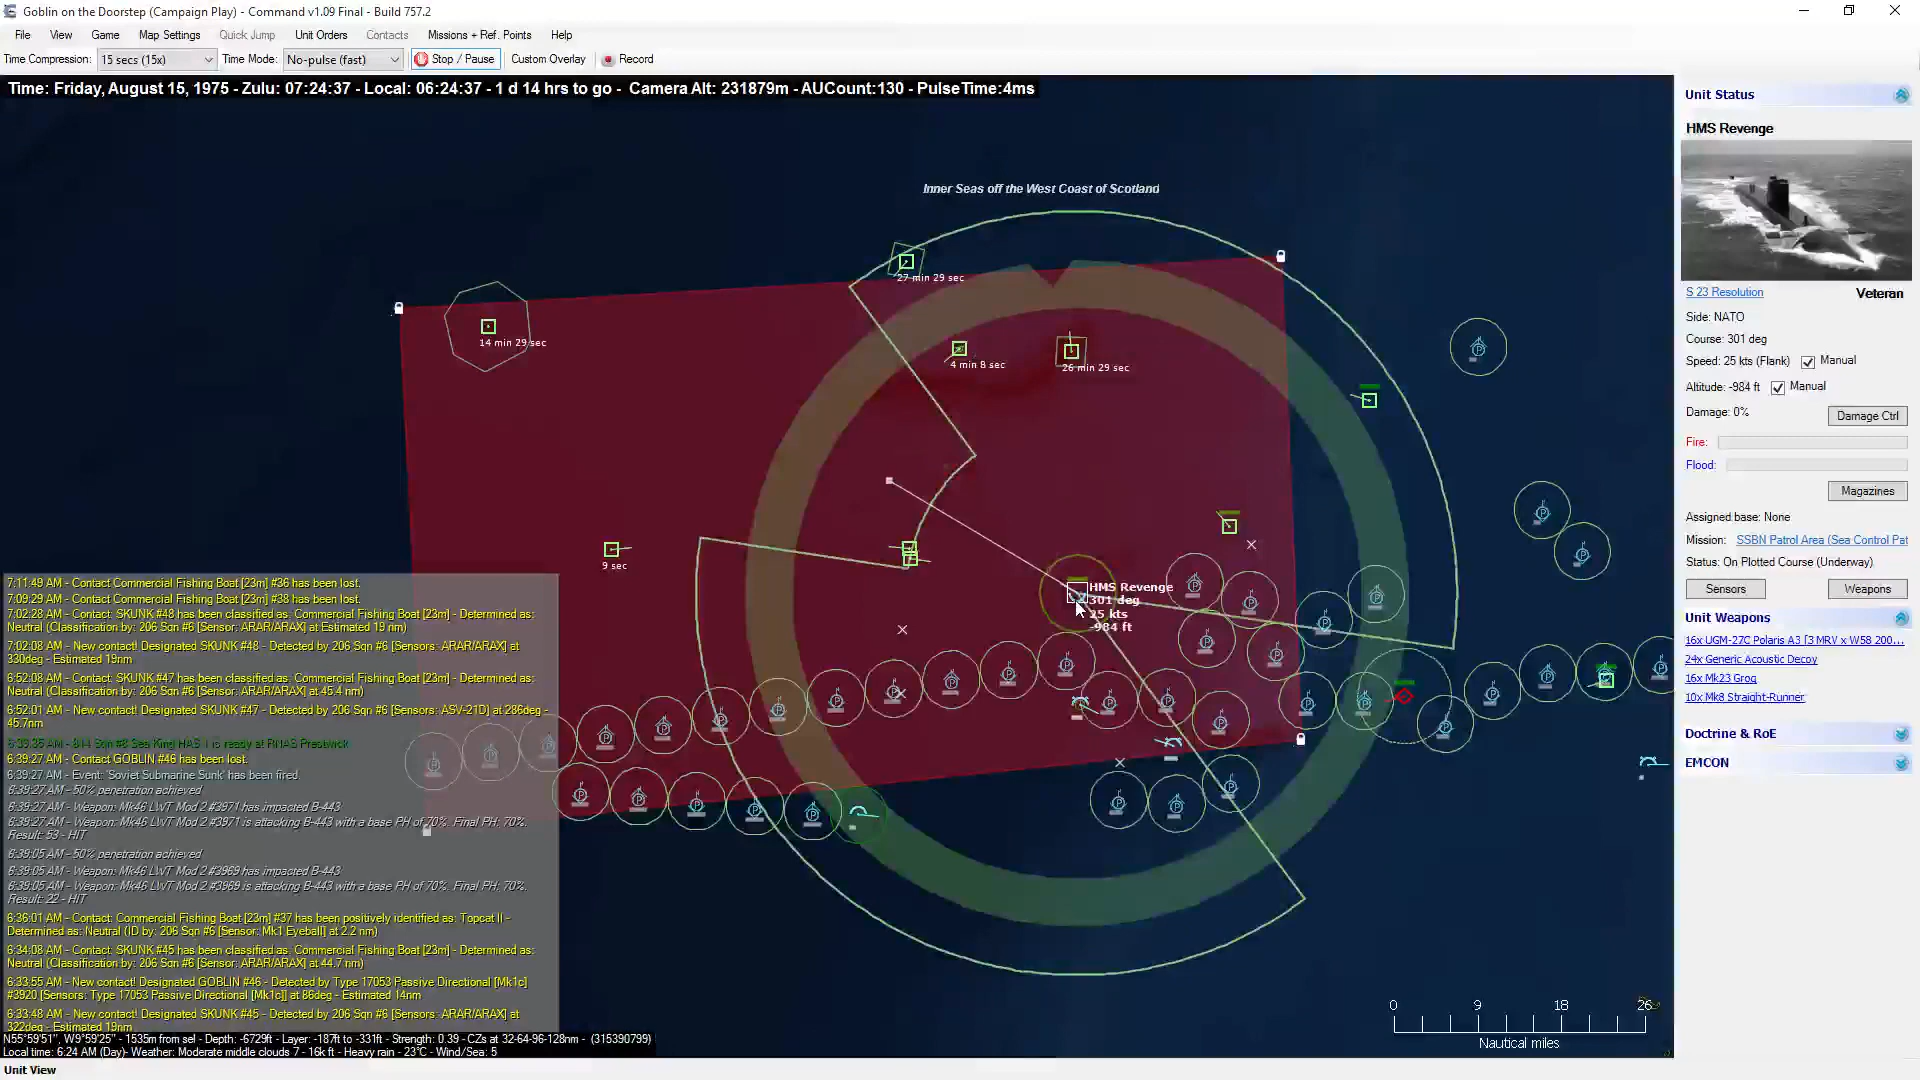 Goblin on the Doorstep (Campaign Play) - Command v1.09 Final - Build 757.2
File View Game Map Settings Quick Jump Unit Orders Contacts Missions + Ref. Points Help
Time Compression: 15 secs (15x) Time Mode: No-pulse (fast) Stop / Pause Custom Overlay Record
Time: Friday, August 15, 1975 - Zulu: 07:24:37 - Local: 06:24:37 - 1 d 14 hrs to go - Camera Alt: 231879m - AUCount:130 - PulseTime:4ms
Inner Seas off the West Coast of Scotland
27 min 29 sec
14 min 29 sec
4 min 8 sec
26 min 29 sec
9 sec
HMS Revenge
301 deg
25 kts
-984 ft
7:11:49 AM - Contact Commercial Fishing Boat [23m] #36 has been lost.
7:09:29 AM - Contact Commercial Fishing Boat [23m] #38 has been lost.
7:02:28 AM - Contact: SKUNK #48 has been classified as: Commercial Fishing Boat [23m] - Determined as:
Neutral (Classification by: 206 Sqn #6 [Sensor: ARAR/ARAX] at Estimated 19 nm)
7:02:08 AM - New contact! Designated SKUNK #48 - Detected by 206 Sqn #6 [Sensors: ARAR/ARAX] at
330deg - Estimated 19nm
6:52:08 AM - Contact: SKUNK #47 has been classified as: Commercial Fishing Boat [23m] - Determined as:
Neutral (Classification by: 206 Sqn #6 [Sensor: ARAR/ARAX] at 45.4 nm)
6:52:01 AM - New contact! Designated SKUNK #47 - Detected by 206 Sqn #6 [Sensors: ASV-21D] at 286deg -
45.7nm
6:39:35 AM - 814 Sqn #8 Sea King HAS.1 is ready at RNAS Prestwick
6:39:27 AM - Contact GOBLIN #46 has been lost.
6:39:27 AM - Event: 'Soviet Submarine Sunk' has been fired.
6:39:27 AM - 50% penetration achieved
6:39:27 AM - Weapon: Mk46 LWT Mod 2 #3971 has impacted B-443
6:39:27 AM - Weapon: Mk46 LWT Mod 2 #3971 is attacking B-443 with a base PH of 70%. Final PH: 70%.
Result: 53 - HIT
6:39:05 AM - 50% penetration achieved
6:39:05 AM - Weapon: Mk46 LWT Mod 2 #3969 has impacted B-443
6:39:05 AM - Weapon: Mk46 LWT Mod 2 #3969 is attacking B-443 with a base PH of 70%. Final PH: 70%.
Result: 22 - HIT
6:36:01 AM - Contact: Commercial Fishing Boat [23m] #37 has been positively identified as: Topcat II -
Determined as: Neutral (ID by: 206 Sqn #6 [Sensor: Mk1 Eyeball] at 2.2 nm)
6:34:08 AM - Contact: SKUNK #45 has been classified as: Commercial Fishing Boat [23m] - Determined as:
Neutral (Classification by: 206 Sqn #6 [Sensor: ARAR/ARAX] at 44.7 nm)
6:33:55 AM - New contact! Designated GOBLIN #46 - Detected by Type 17053 Passive Directional [Mk1c]
#3920 [Sensors: Type 17053 Passive Directional [Mk1c]] at 86deg - Estimated 14nm
6:33:48 AM - New contact! Designated SKUNK #45 - Detected by 206 Sqn #6 [Sensors: ARAR/ARAX] at
322deg - Estimated 19nm
N55°59'51", W9°59'25" - 1535m from sel - Depth: -6729ft - Layer: -187ft to -331ft - Strength: 0.39 - CZs at 32-64-96-128nm - (315390799)
Local time: 6:24 AM (Day)- Weather: Moderate middle clouds 7 - 16k ft - Heavy rain - 23°C - Wind/Sea: 5
0 9 18 26
Nautical miles
Unit View
Unit Status
HMS Revenge
S 23 Resolution Veteran
Side: NATO
Course: 301 deg
Speed: 25 kts (Flank) Manual
Altitude: -984 ft Manual
Damage: 0% Damage Ctrl
Fire:
Flood:
Magazines
Assigned base: None
Mission: SSBN Patrol Area (Sea Control Pat
Status: On Plotted Course (Underway)
Sensors Weapons
Unit Weapons
16x UGM-27C Polaris A3 [3 MRV x W58 200...
24x Generic Acoustic Decoy
16x Mk23 Grog
10x Mk8 Straight-Runner
Doctrine & RoE
EMCON